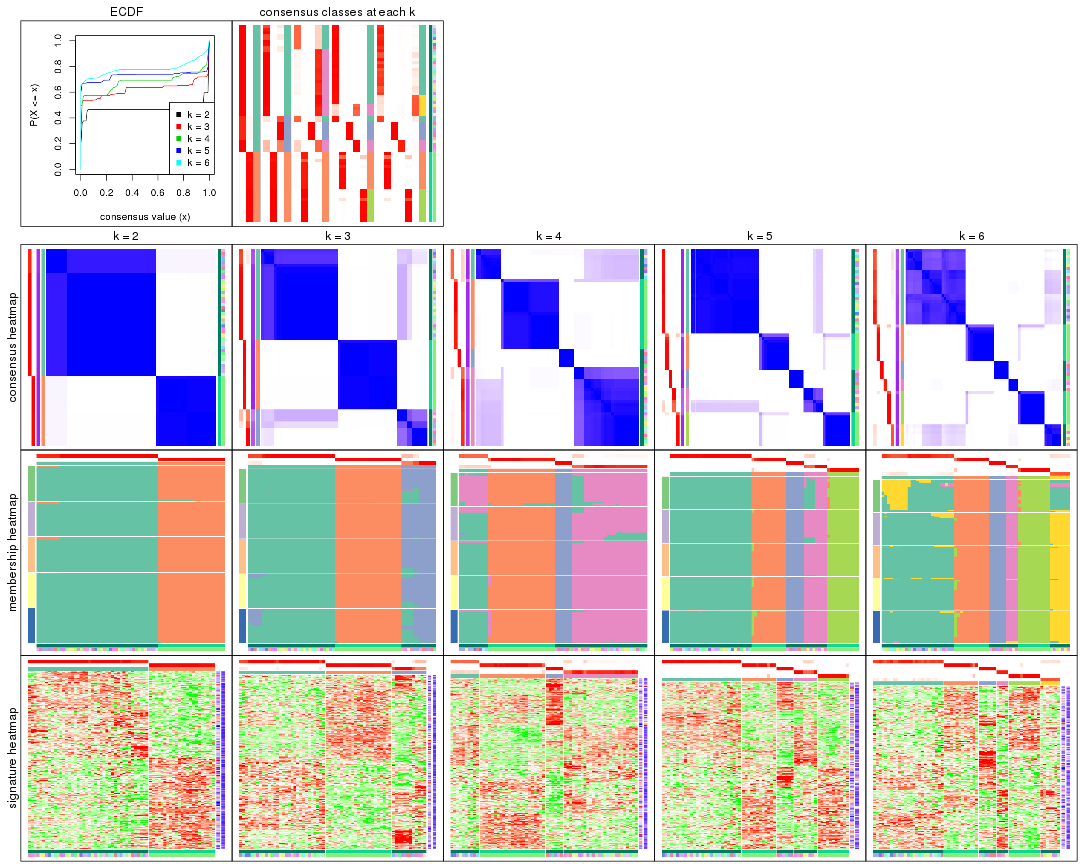 ECDF
consensus classes at each k
P(X <= x)
0.0 0.2 0.4 0.6 0.8 1.0
k = 2
k = 3
k = 4
k = 5
k = 6
0.0 0.2 0.4 0.6 0.8 1.0
consensus value (x)
k = 2
k = 3
k = 4
k = 5
k = 6
consensus heatmap
membership heatmap
signature heatmap